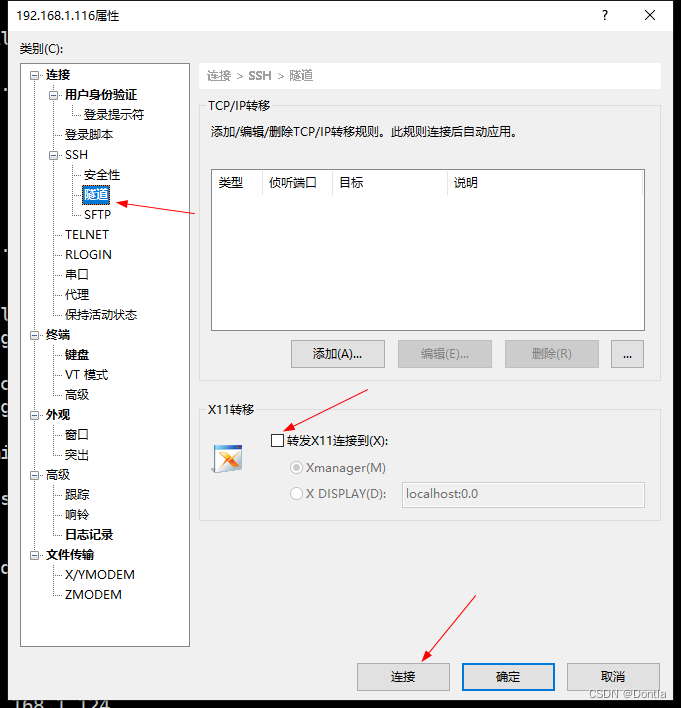 192.168.1.116属性
?
类别(C):
连接
用户身份验证
登录提示符
登录脚本
SSH
安全性
隧道
SFTP
TELNET
RLOGIN
串口
代理
保持活动状态
终端
键盘
VT 模式
高级
外观
窗口
突出
高级
跟踪
响铃
日志记录
文件传输
X/YMODEM
ZMODEM
连接 > SSH > 隧道
TCP/IP转移
添加/编辑/删除TCP/IP转移规则。此规则连接后自动应用。
类型 侦听端口 目标 说明
添加(A)... 编辑(E)... 删除(R) ...
X11转移
转发X11连接到(X):
Xmanager(M)
X DISPLAY(D): localhost:0.0
连接 确定 取消
CSDN @Dontla
168.1.124